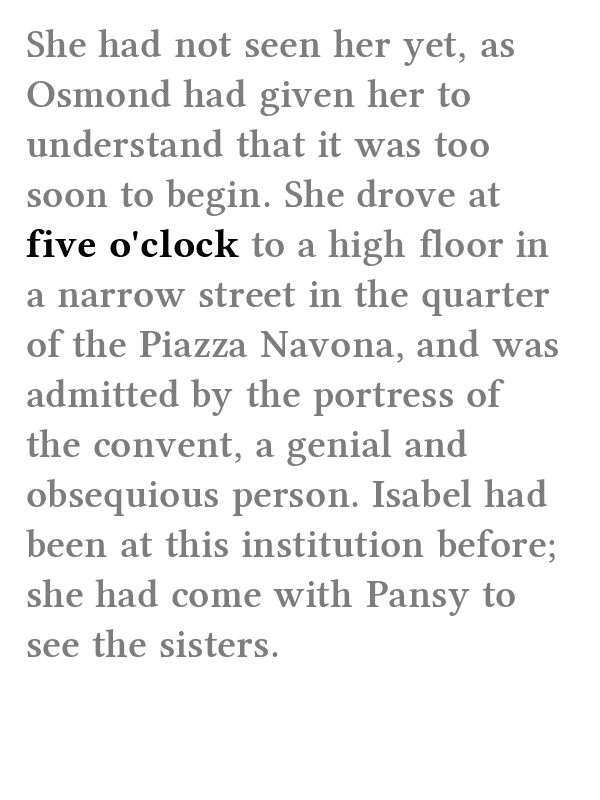 She had not seen her yet, as
Osmond had given her to
understand that it was too
soon to begin. She drove at
five o'clock to a high floor in
a narrow street in the quarter
of the Piazza Navona, and was
admitted by the portress of
the convent, a genial and
obsequious person. Isabel had
been at this institution before;
she had come with Pansy to
see the sisters.